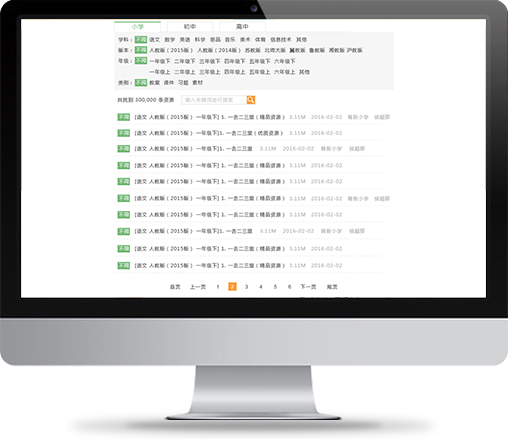 小学 初中 高中
学科： 不限 语文 数学 英语 科学 思品 音乐 美术 体育 信息技术 其他
版本： 不限 人教版（2015版） 人教版（2014版） 苏教版 北师大版 冀教版 鲁教版 湘教版 沪教版
年级： 不限 一年级下 二年级下 三年级下 四年级下 五年级下 六年级下
一年级上 二年级上 三年级上 四年级上 五年级上 六年级上 其他
类别： 不限 教案 课件 习题 素材
共找到 300,000 条资源 输入关键词进行搜索
不限 [语文 人教版（2015版） 一年级下] 1. 一去二三里（精品资源） 3.11M 2016-02-02 育新小学
不限 [语文 人教版（2015版） 一年级下]1. 一去二三里（优质资源） 3.11M 2016-02-02
不限 [语文 人教版（2015版） 一年级下]1. 一去二三里 3.11M 2016-02-02 育新小学
不限 [语文 人教版（2015版） 一年级下] 1. 一去二三里（精品资源） 3.11M 2016-02-02
不限 [语文 人教版（2015版） 一年级下] 1. 一去二三里（精品资源） 3.11M 2016-02-02
不限 [语文 人教版（2015版） 一年级下] 1. 一去二三里（精品资源） 3.11M 2016-02-02 育新小学
不限 [语文 人教版（2015版） 一年级下] 1. 一去二三里（精品资源） 3.11M 2016-02-02 育新小学
不限 [语文 人教版（2015版） 一年级下]1. 一去二三里 3.11M 2016-02-02 育新小学
不限 [语文 人教版（2015版） 一年级下] 1. 一去二三里（精品资源） 3.11M 2016-02-02
不限 [语文 人教版（2015版） 一年级下] 1. 一去二三里（精品资源） 3.11M 2016-02-02
首页 上一页 1 2 3 4 5 6 下一页 尾页